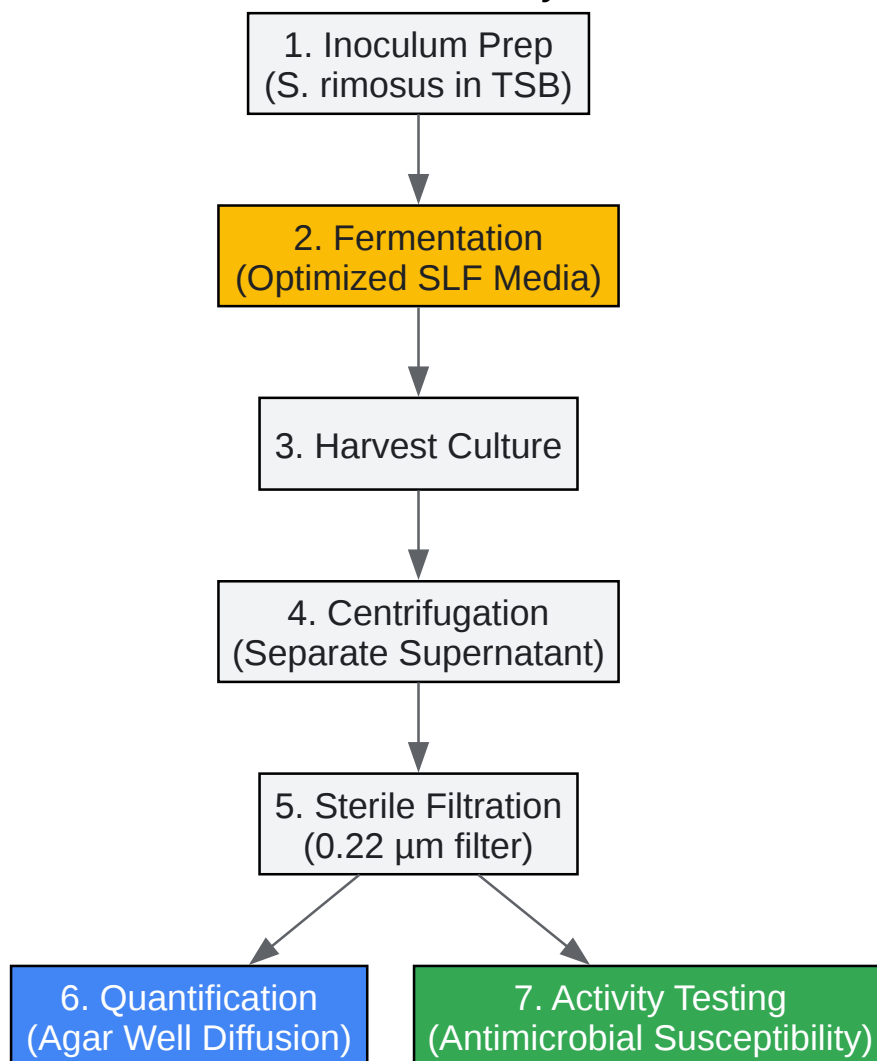 1. Inoculum Prep
(S. rimosus in TSB)
2. Fermentation
(Optimized SLF Media)
3. Harvest Culture
4. Centrifugation
(Separate Supernatant)
5. Sterile Filtration
(0.22 µm filter)
6. Quantification
(Agar Well Diffusion)
7. Activity Testing
(Antimicrobial Susceptibility)